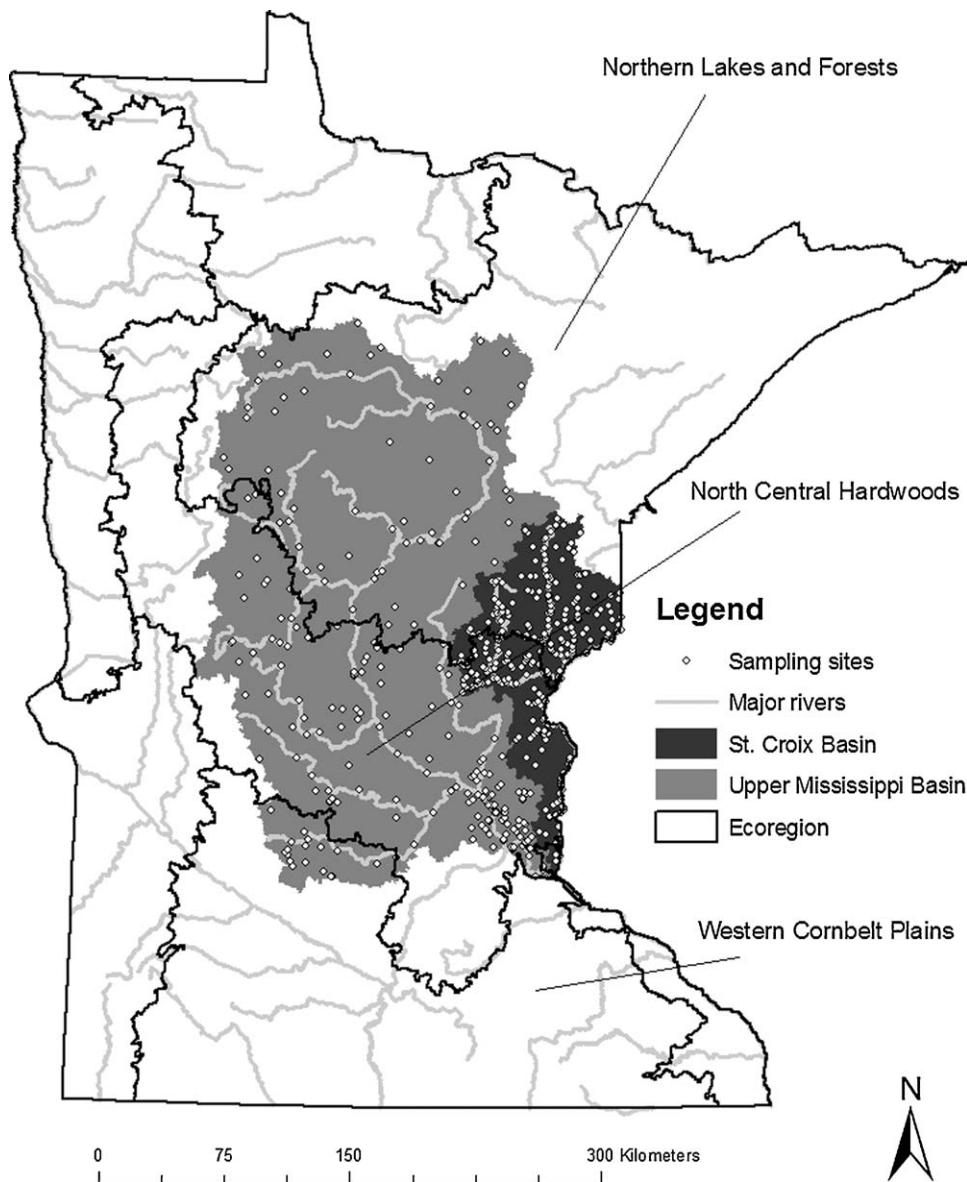 Northern Lakes and Forests
North Central Hardwoods
Legend
Sampling sites
Major rivers
St. Croix Basin
Upper Mississippi Basin
Ecoregion
Western Cornbelt Plains
N
0 75 150 300 Kilometers